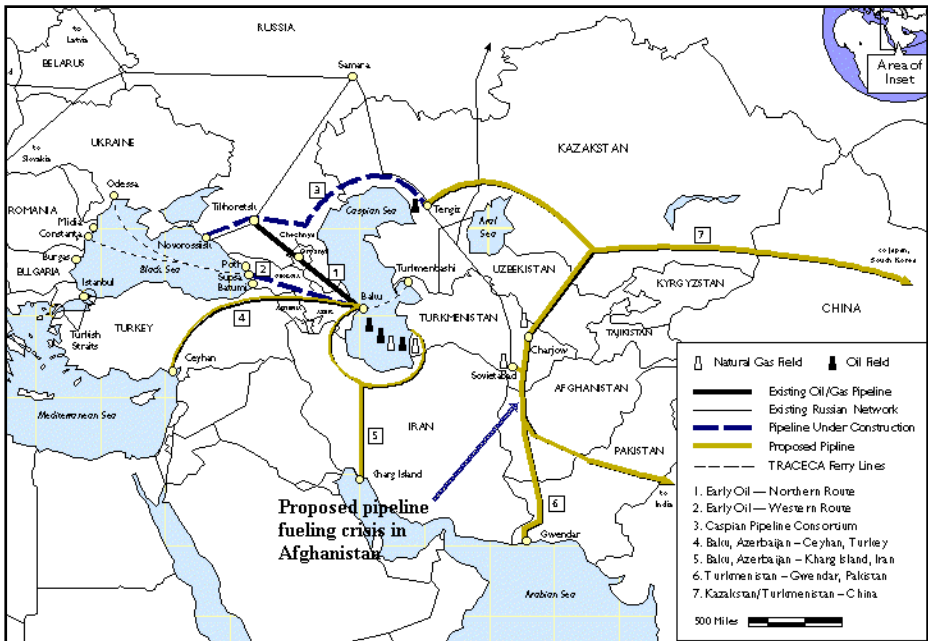 RUSSIA
to
Latvia
BELARUS
Samara
Area of
Inset
UKRAINE
to
Slovakia
KAZAKSTAN
Odessa
ROMANIA
Midia
Constanta
Burgas
BULGARIA
Istanbul
Turkish
Straits
TURKEY
Tikhoretsk
Novorossisk
Black Sea
Poti
Supsa
Batumi
Chechnya
Caspian Sea
Tengiz
Aral
Sea
UZBEKISTAN
Turkmenbashi
Baku
TURKMENISTAN
KYRGYZSTAN
TAJIKISTAN
to Japan,
South Korea
CHINA
Charjow
Sovietabad
AFGHANISTAN
PAKISTAN
to
India
Ceyhan
Mediterranean Sea
IRAN
Kharg Island
Gwendar
Arabian Sea
1
2
3
4
5
6
7
Proposed pipeline
fueling crisis in
Afghanistan
Natural Gas Field Oil Field
Existing Oil/Gas Pipeline
Existing Russian Network
Pipeline Under Construction
Proposed Pipline
TRACECA Ferry Lines
1. Early Oil — Northern Route
2. Early Oil — Western Route
3. Caspian Pipeline Consortium
4. Baku, Azerbaijan – Ceyhan, Turkey
5. Baku, Azerbaijan – Kharg Island, Iran
6. Turkmenistan – Gwendar, Pakistan
7. Kazakstan/Turkmenistan – China
500 Miles